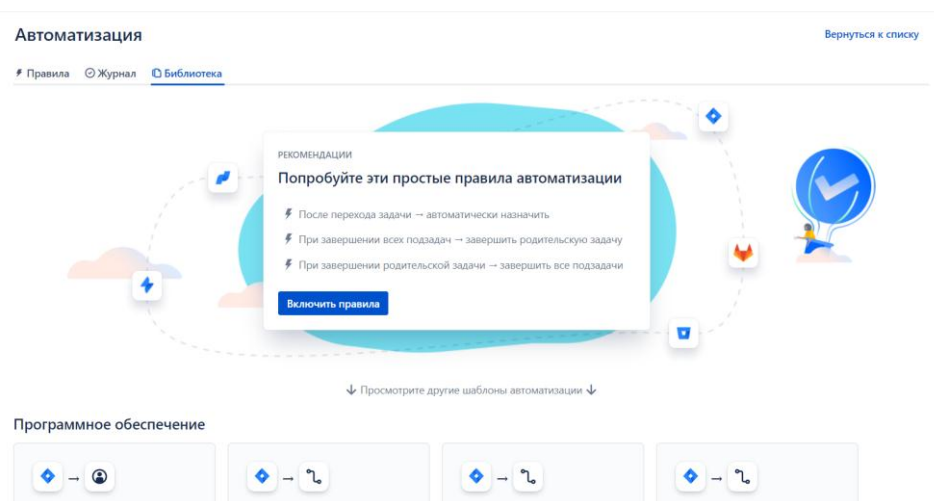 Автоматизация
Вернуться к списку
Правила Журнал Библиотека
РЕКОМЕНДАЦИИ
Попробуйте эти простые правила автоматизации
После перехода задачи → автоматически назначить
При завершении всех подзадач → завершить родительскую задачу
При завершении родительской задачи → завершить все подзадачи
Включить правила
↓ Просмотрите другие шаблоны автоматизации ↓
Программное обеспечение